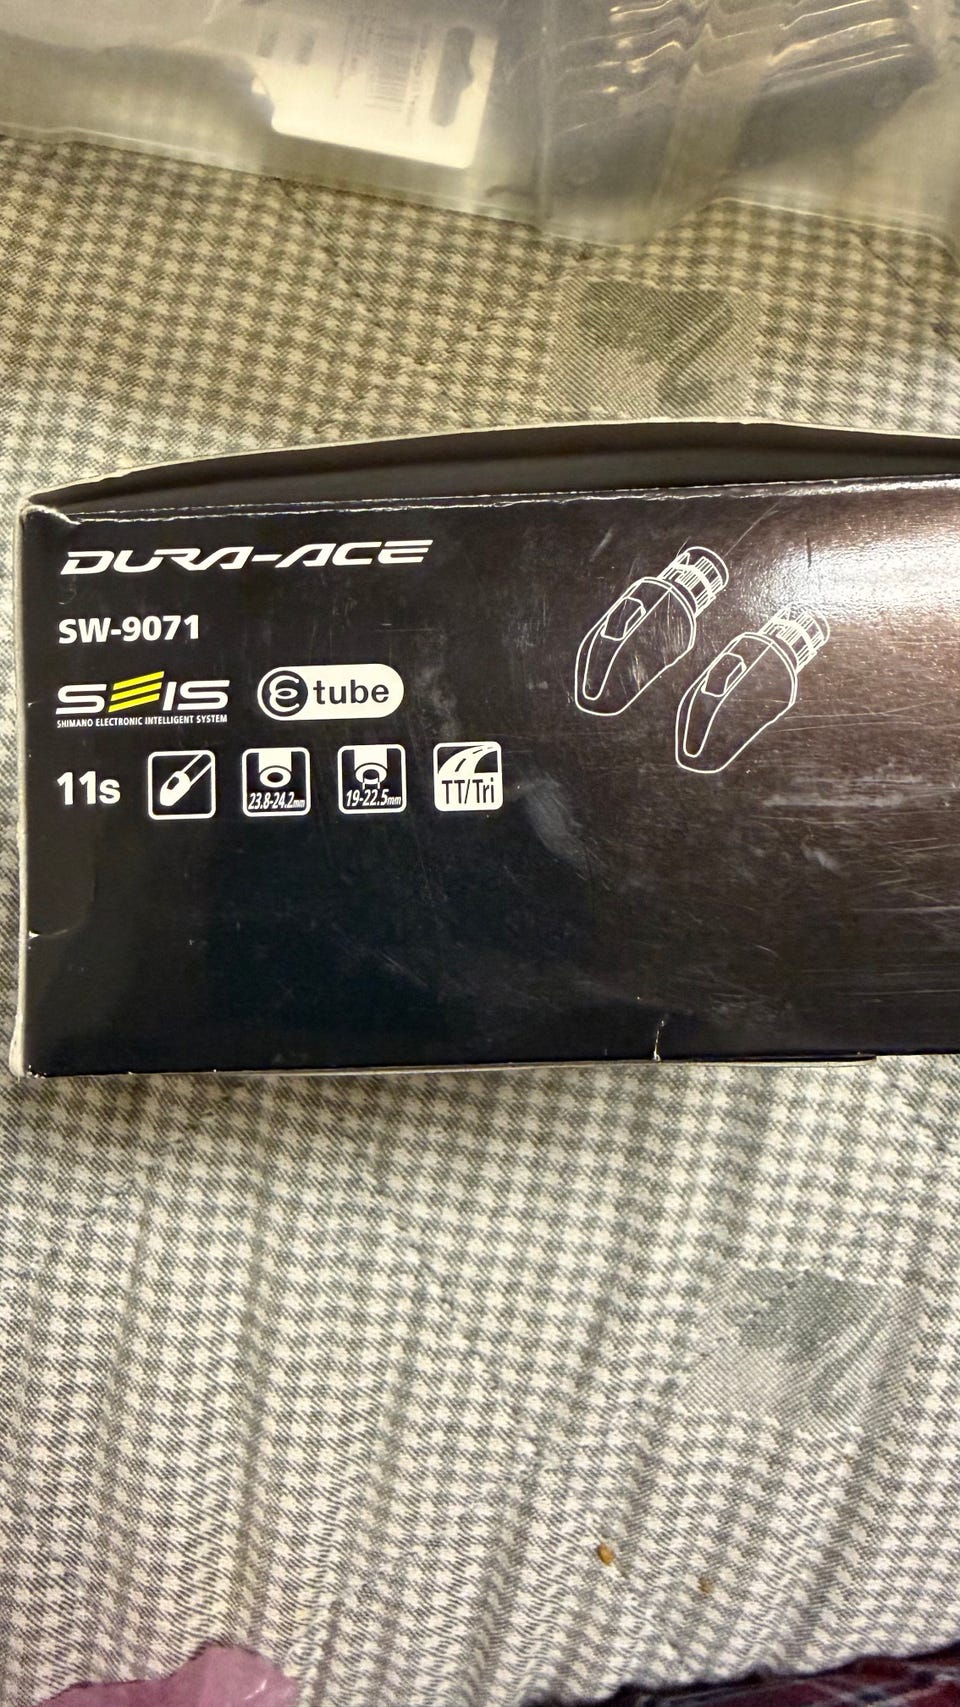 DURA-ACE
SW-9071
SEIS
SHIMANO ELECTRONIC INTELLIGENT SYSTEM
e tube
11s
23.8-24.2mm
19-22.5mm
TT/Tri